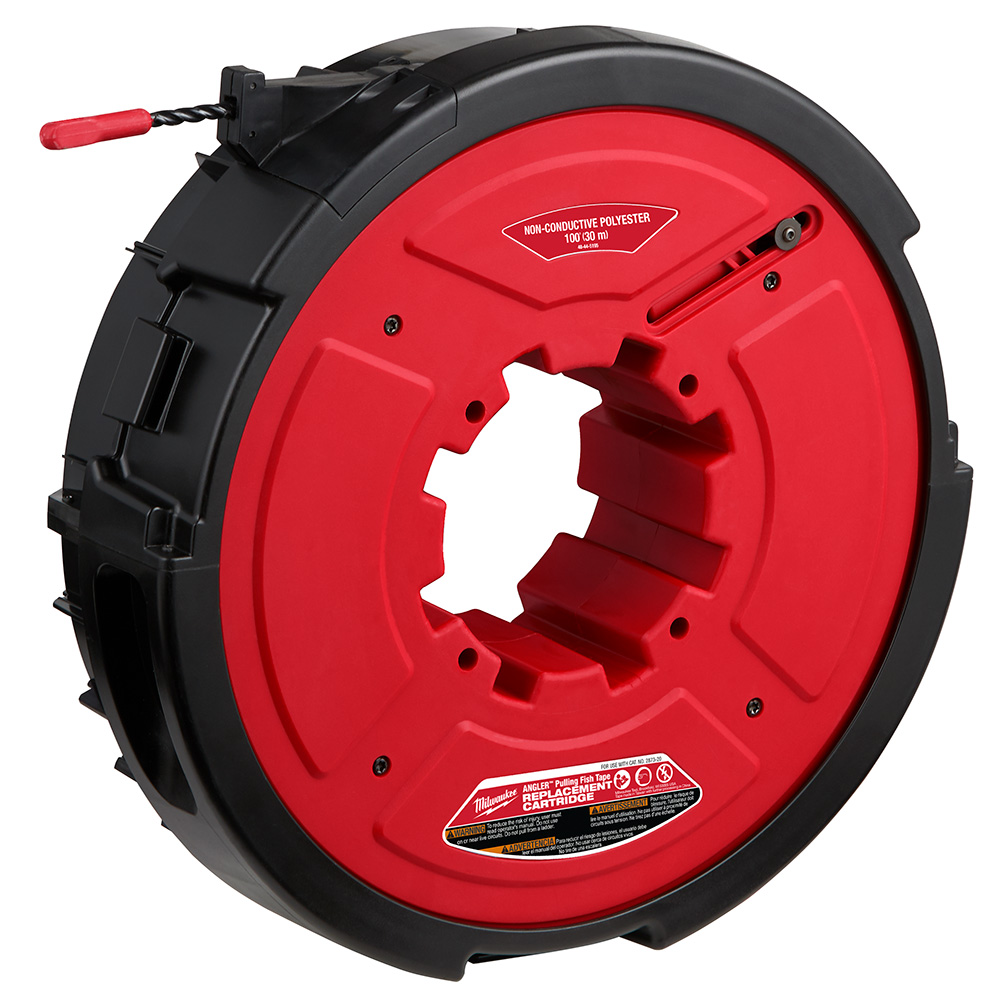 NON-CONDUCTIVE POLYESTER
100' (30 m)
48-44-5195
FOR USE WITH CAT. NO. 2873-20
Milwaukee
ANGLER™ Pulling Fish Tape
REPLACEMENT
CARTRIDGE
WARNING To reduce the risk of injury, user must
read operator's manual. Do not use
on or near live circuits. Do not pull from a ladder.
AVERTISSEMENT Pour réduire le risque de
blessure, l'utilisateur doit
lire le manuel d'utilisation. Ne pas utiliser à proximité de
circuits sous tension. Ne tirez pas d'une échelle.
ADVERTENCIA Para reducir el riesgo de lesiones, el usuario debe
leer el manual del operador. No usar cerca de circuitos vivos.
No tire de una escalera.